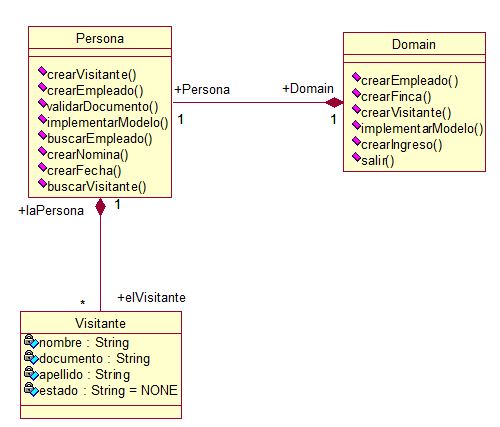 Persona
crearVisitante()
crearEmpleado()
validarDocumento()
implementarModelo()
buscarEmpleado()
crearNomina()
crearFecha()
buscarVisitante()
+Persona
1
+Domain
1
Domain
crearEmpleado()
crearFinca()
crearVisitante()
implementarModelo()
crearIngreso()
salir()
+laPersona
1
*
+elVisitante
Visitante
nombre : String
documento : String
apellido : String
estado : String = NONE